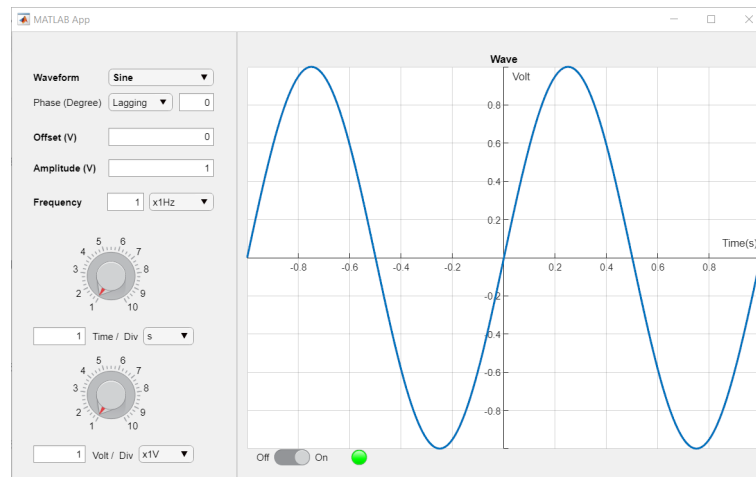 MATLAB App
Waveform Sine
Phase (Degree) Lagging 0
Offset (V) 0
Amplitude (V) 1
Frequency 1 x1Hz
1 2 3 4 5 6 7 8 9 10
1 Time / Div s
1 2 3 4 5 6 7 8 9 10
1 Volt / Div x1V
Wave
Volt
0.8
0.6
0.4
0.2
Time(s)
-0.8 -0.6 -0.4 -0.2 0.2 0.4 0.6 0.8
-0.2
-0.4
-0.6
-0.8
Off On